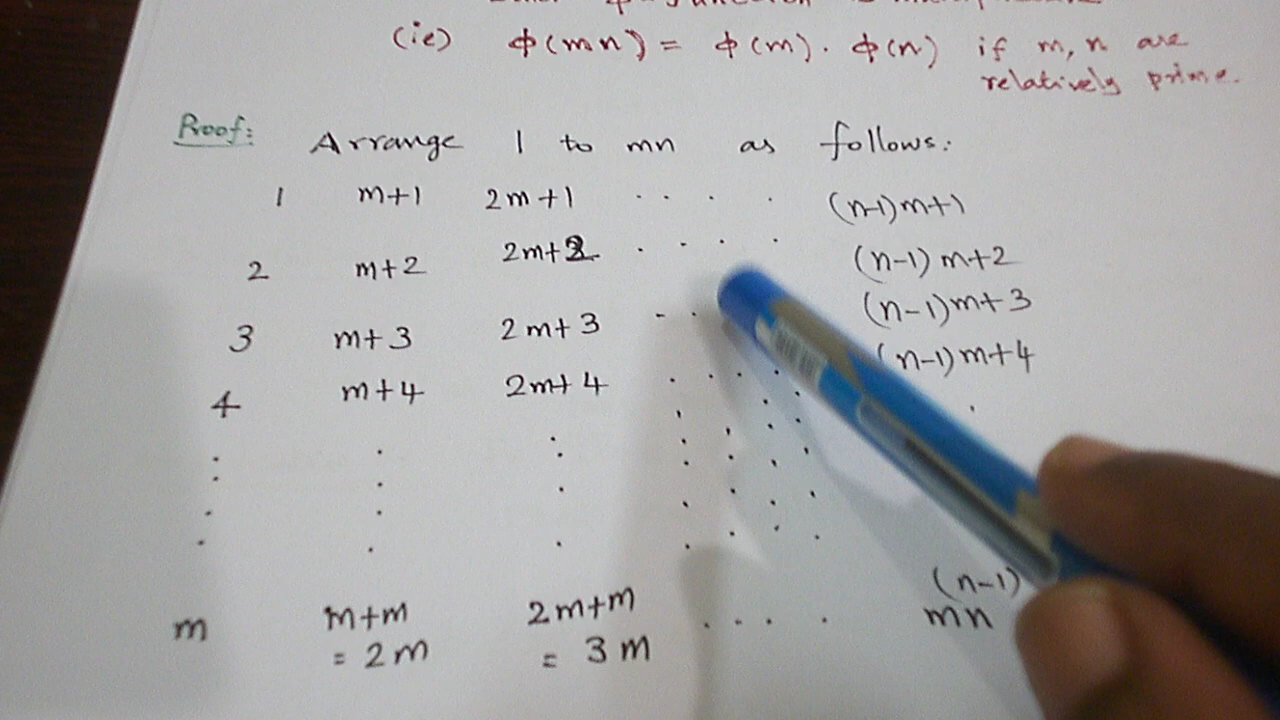 (ie) ϕ(mn) = ϕ(m) . ϕ(n) if m, n are
relatively prime.
Proof:
Arrange 1 to mn as follows:
1 m+1 2m+1 . . . . (n-1)m+1
2 m+2 2m+2 . . . . (n-1) m+2
3 m+3 2m+3 . . (n-1)m+3
4 m+4 2m+4 . . . . (n-1)m+4
m m+m 2m+m . . . . (n-1)
= 2m = 3m mn